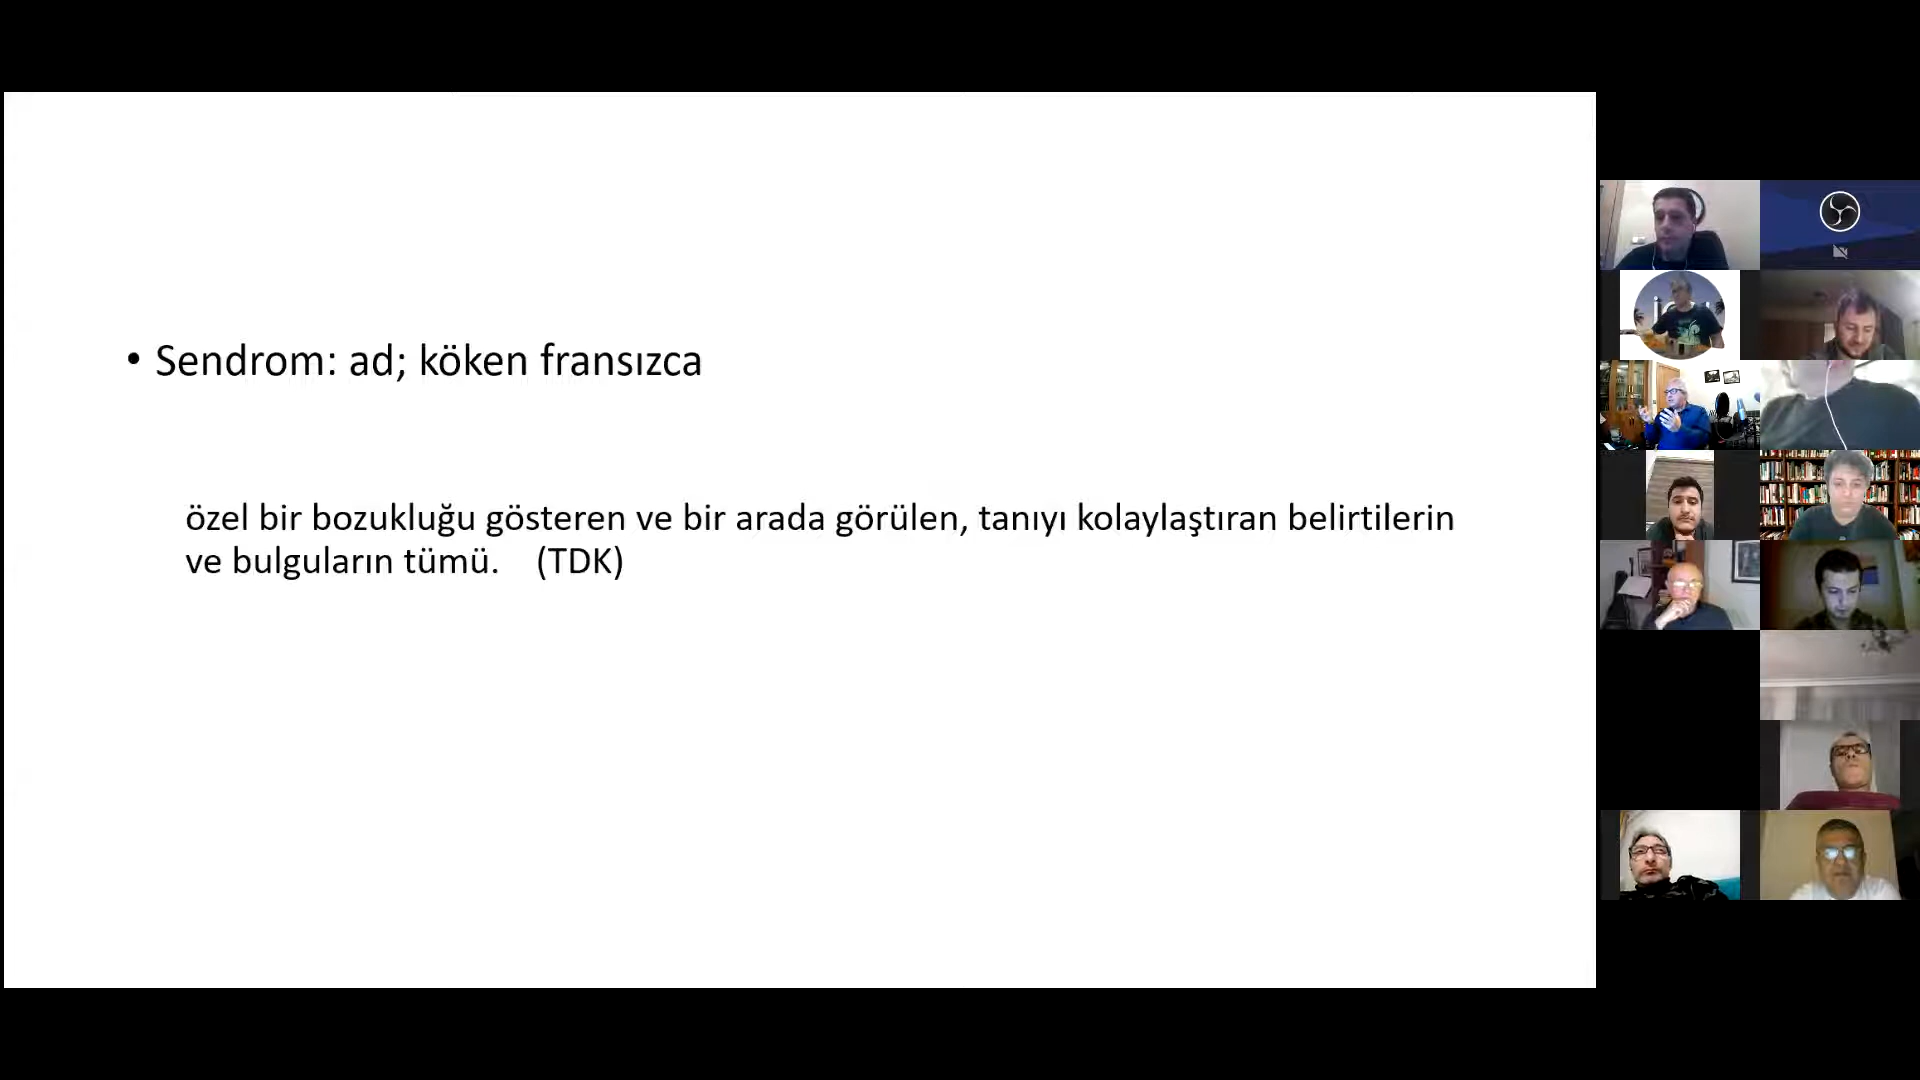 • Sendrom: ad; köken fransızca
özel bir bozukluğu gösteren ve bir arada görülen, tanıyı kolaylaştıran belirtilerin
ve bulguların tümü. (TDK)